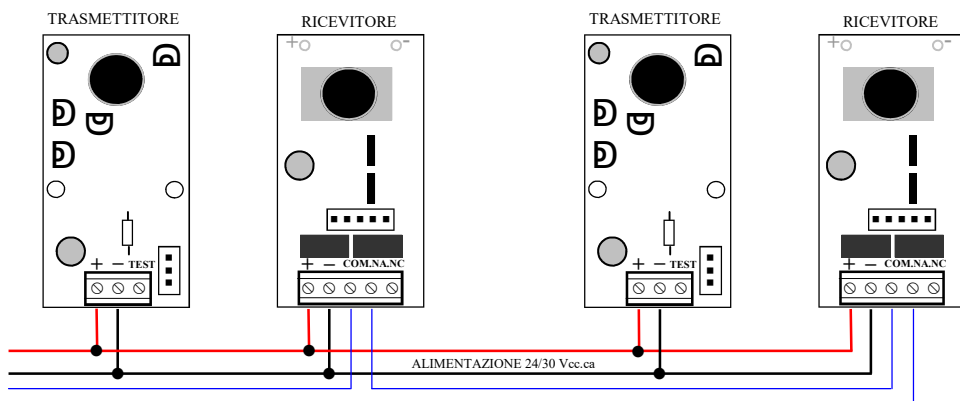 TRASMETTITORE
RICEVITORE
TRASMETTITORE
RICEVITORE
+ -
+ -
+ − TEST
+ − COM.NA.NC
+ − TEST
+ − COM.NA.NC
ALIMENTAZIONE 24/30 Vcc.ca